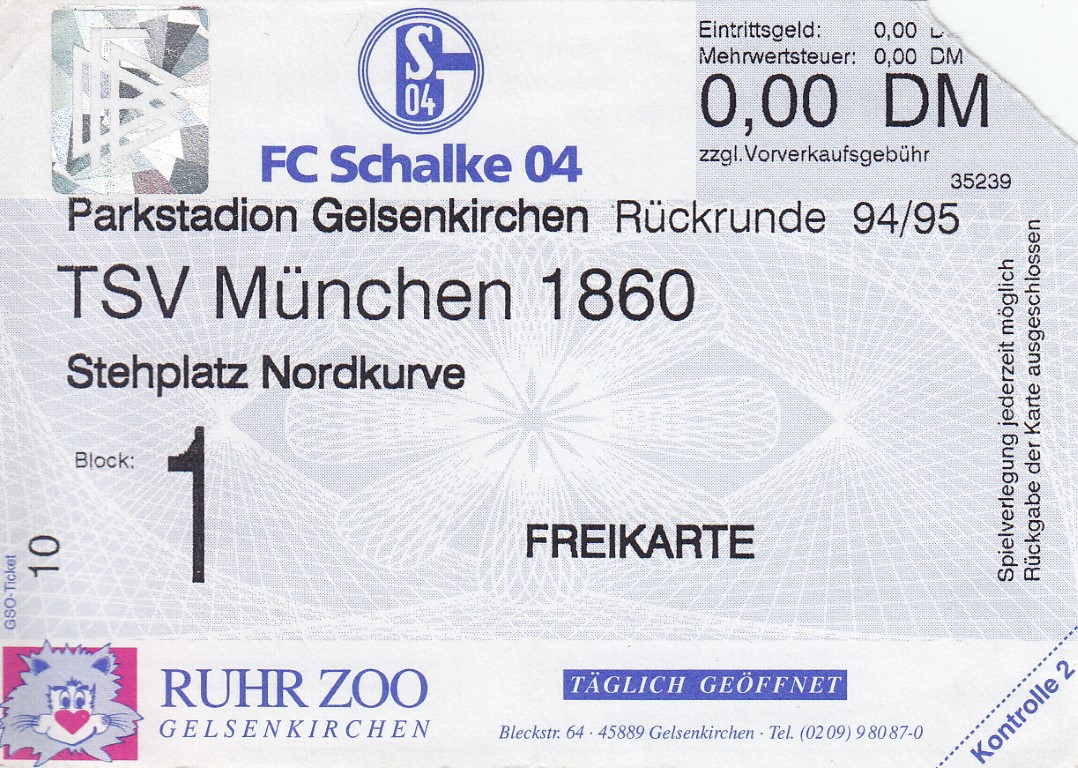 S
04
FC Schalke 04
Eintrittsgeld: 0,00
Mehrwertsteuer: 0,00 DM
0,00 DM
zzgl.Vorverkaufsgebühr
35239
Parkstadion Gelsenkirchen Rückrunde 94/95
TSV München 1860
Stehplatz Nordkurve
Block: 1
FREIKARTE
Spielverlegung jederzeit möglich
Rückgabe der Karte ausgeschlossen
10
GSO-Ticket
RUHR ZOO
GELSENKIRCHEN
TÄGLICH GEÖFFNET
Bleckstr. 64 · 45889 Gelsenkirchen · Tel. (02 09) 9 80 87-0
Kontrolle 2